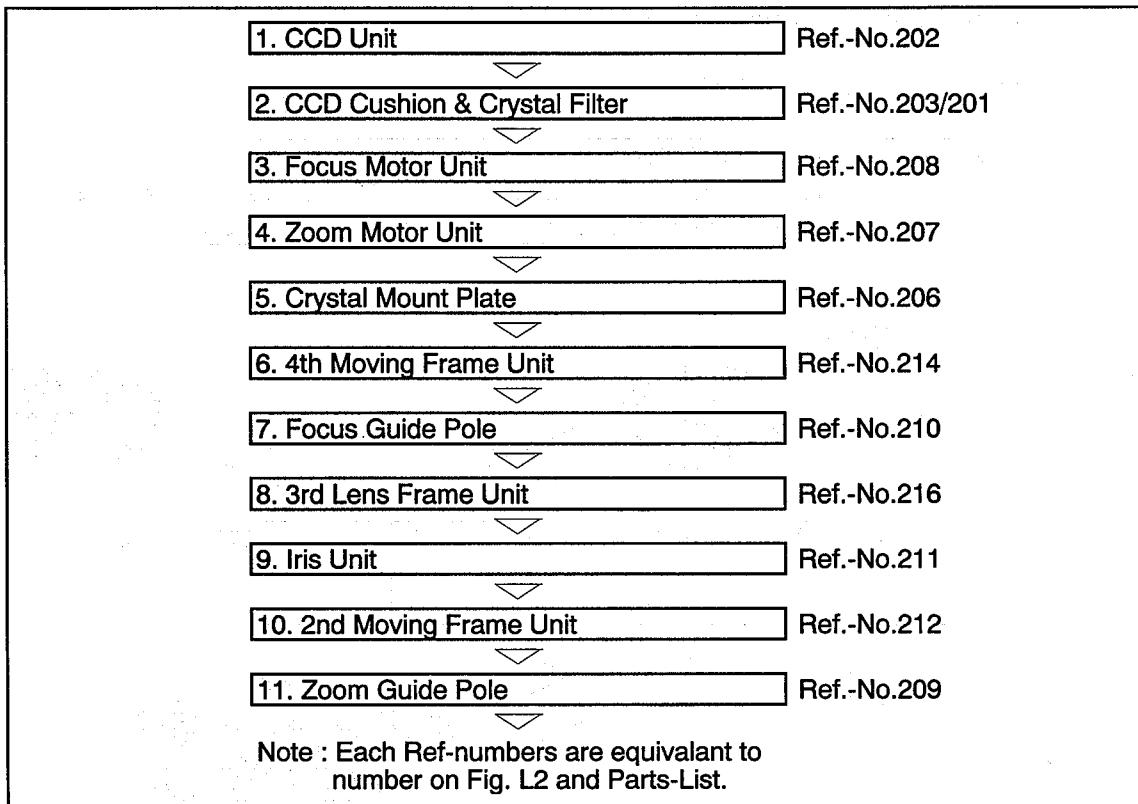 1. CCD Unit Ref.-No.202
2. CCD Cushion & Crystal Filter Ref.-No.203/201
3. Focus Motor Unit Ref.-No.208
4. Zoom Motor Unit Ref.-No.207
5. Crystal Mount Plate Ref.-No.206
6. 4th Moving Frame Unit Ref.-No.214
7. Focus Guide Pole Ref.-No.210
8. 3rd Lens Frame Unit Ref.-No.216
9. Iris Unit Ref.-No.211
10. 2nd Moving Frame Unit Ref.-No.212
11. Zoom Guide Pole Ref.-No.209
Note : Each Ref-numbers are equivalant to
number on Fig. L2 and Parts-List.